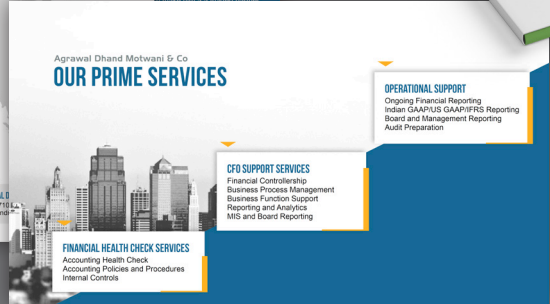 Agrawal Dhand Motwani & Co
OUR PRIME SERVICES
OPERATIONAL SUPPORT
Ongoing Financial Reporting
Indian GAAP/US GAAP/IFRS Reporting
Board and Management Reporting
Audit Preparation
CFO SUPPORT SERVICES
Financial Controllership
Business Process Management
Business Function Support
Reporting and Analytics
MIS and Board Reporting
FINANCIAL HEALTH CHECK SERVICES
Accounting Health Check
Accounting Policies and Procedures
Internal Controls